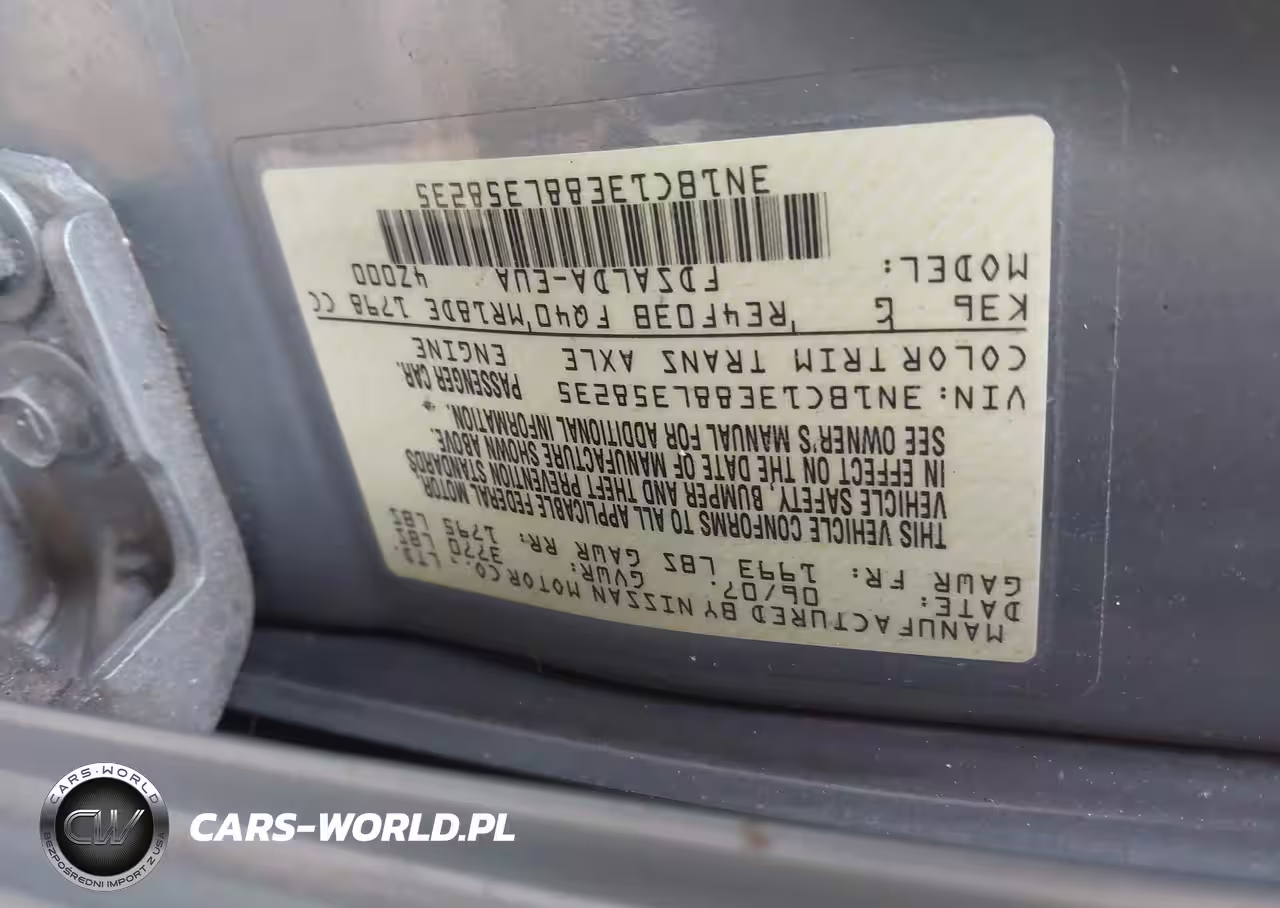 MANUFACTURED BY NISSAN MOTOR CO., LTD.
DATE: 06/07. GVWR: 3770 LBS
GAWR FR: 1993 LBS GAWR RR: 1795 LBS
THIS VEHICLE CONFORMS TO ALL APPLICABLE FEDERAL MOTOR
VEHICLE SAFETY, BUMPER AND THEFT PREVENTION STANDARDS
IN EFFECT ON THE DATE OF MANUFACTURE SHOWN ABOVE.
SEE OWNER'S MANUAL FOR ADDITIONAL INFORMATION.
VIN: 3N1BC13E88L358235 PASSENGER CAR.
COLOR TRIM TRANS AXLE ENGINE
K36 G RE4F03B FQ40 MR18DE 1798 CC
MODEL: FDSALDA-EUA 4Z000
3N1BC13E88L358235
CARS-WORLD
CW
BEZPOŚREDNI IMPORT Z USA
CARS-WORLD.PL